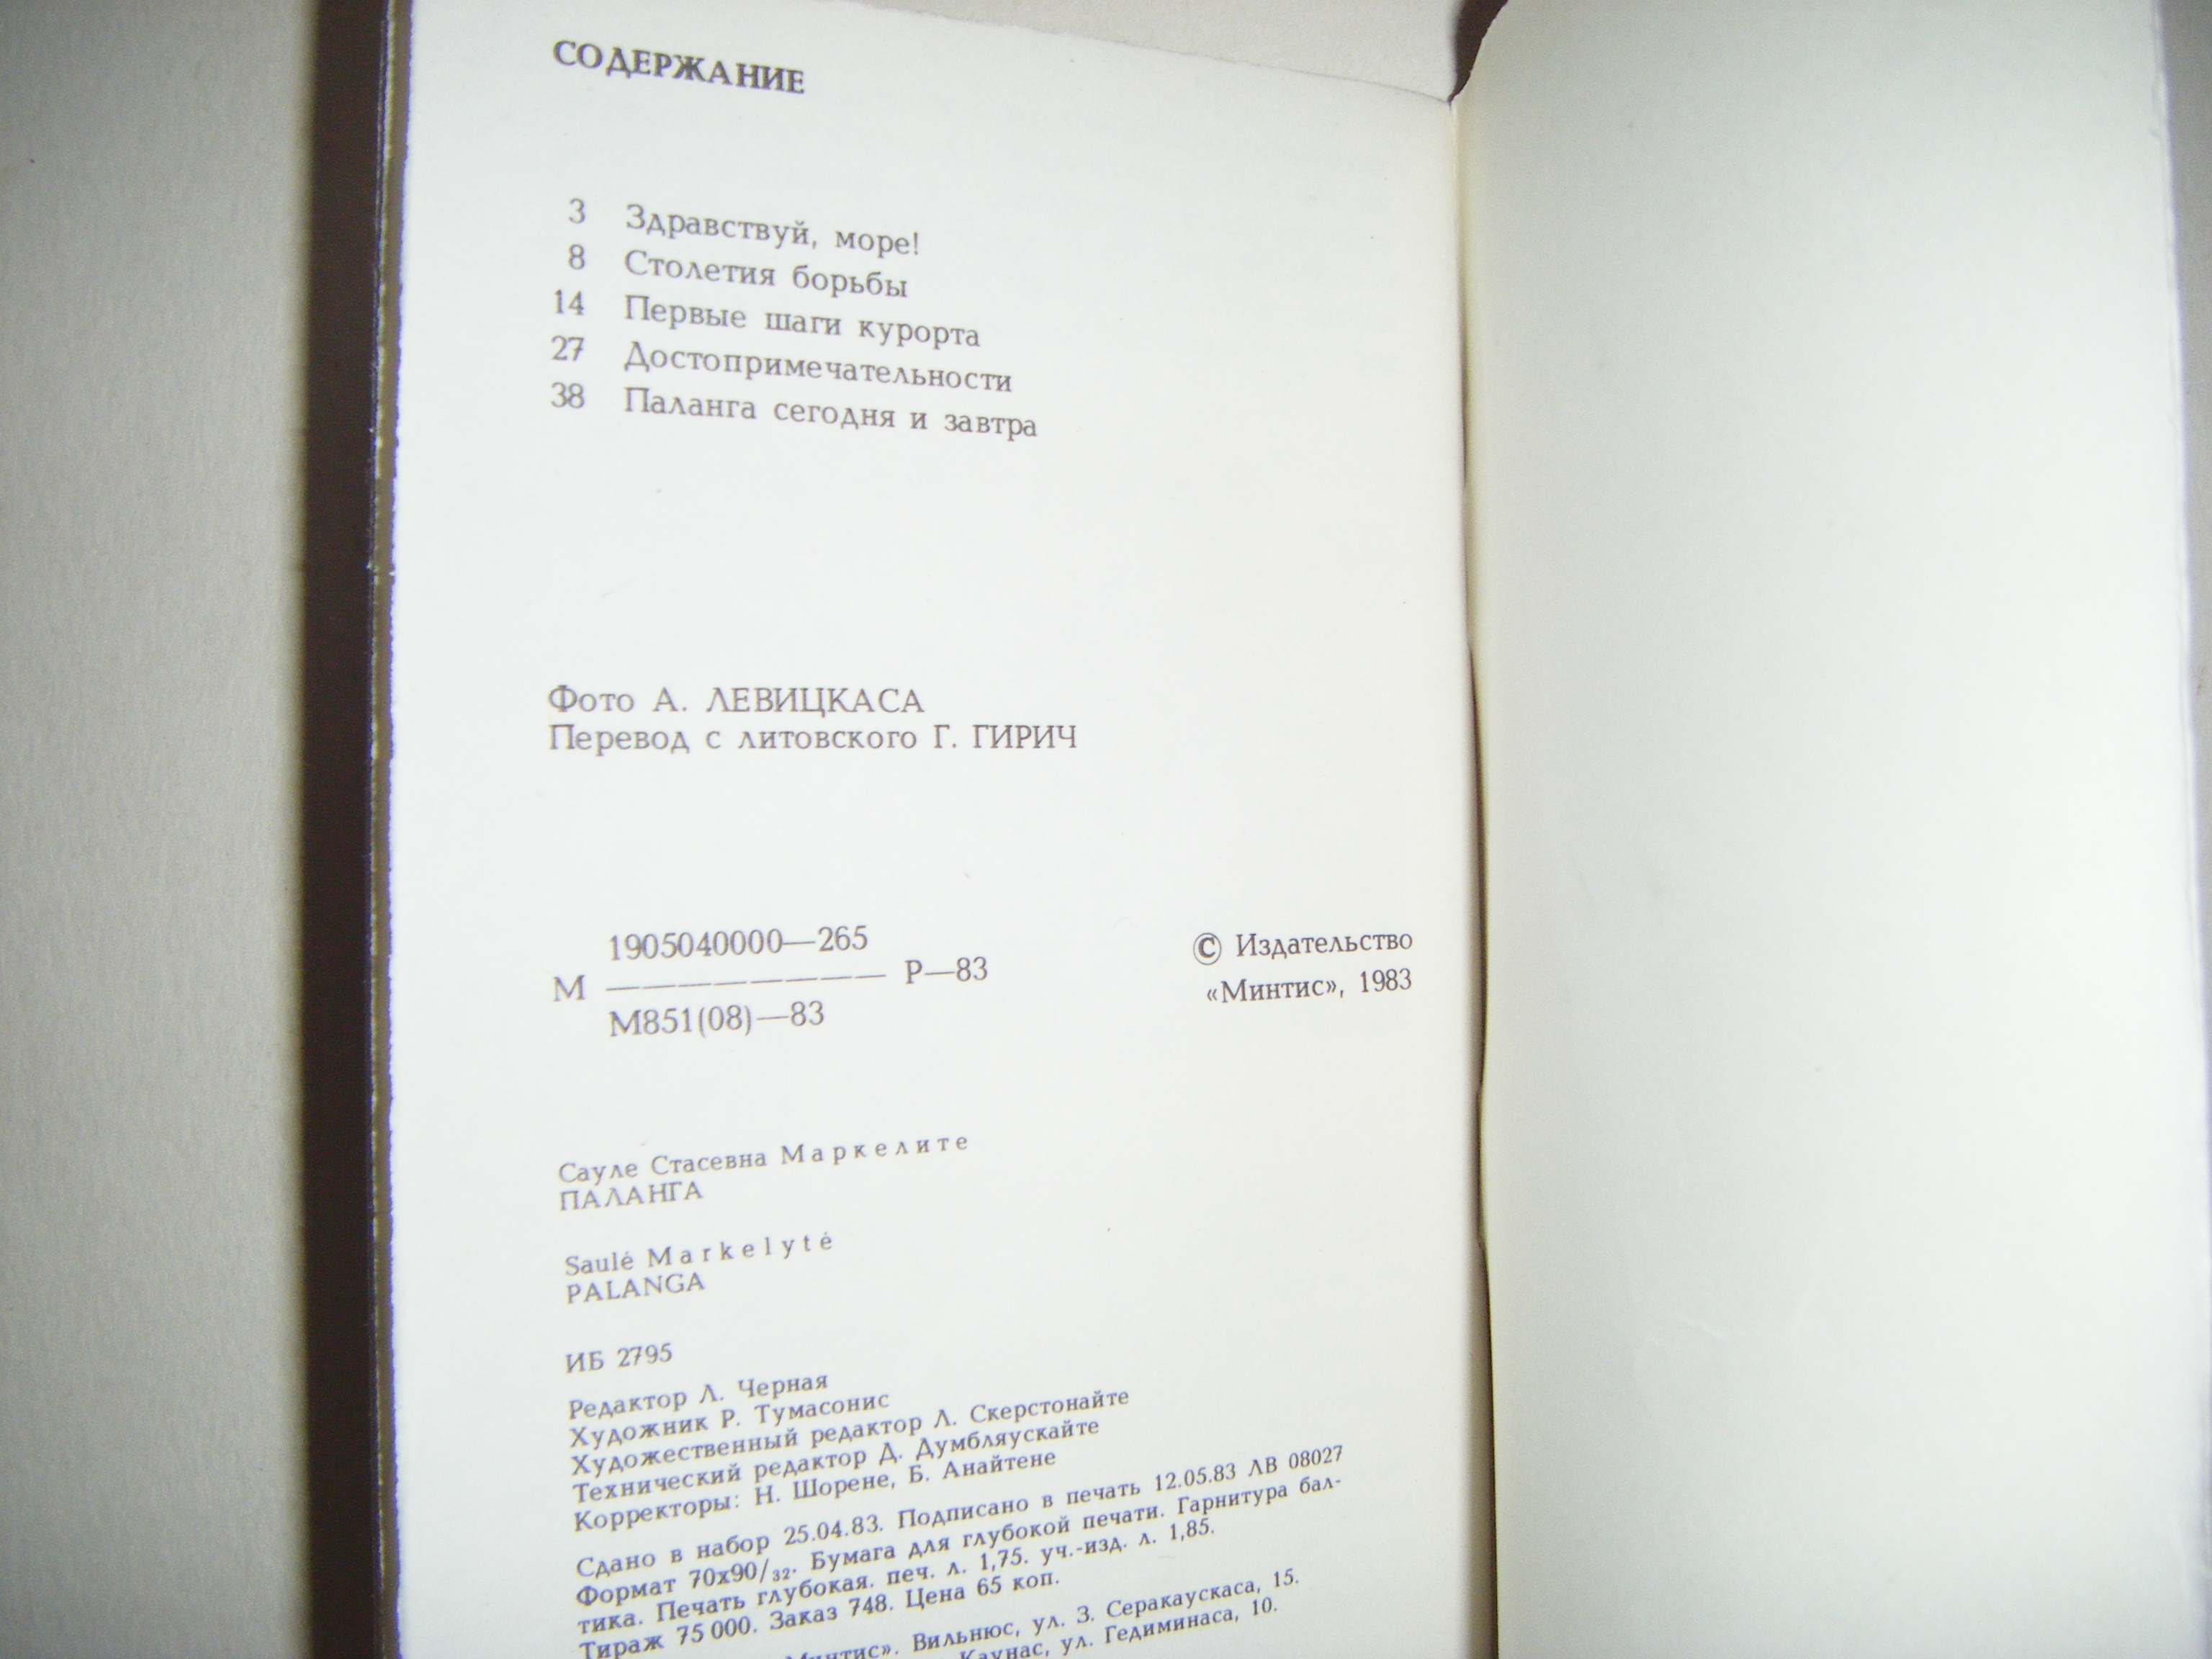 СОДЕРЖАНИЕ
3 Здравствуй, море!
8 Столетия борьбы
14 Первые шаги курорта
27 Достопримечательности
38 Паланга сегодня и завтра
Фото А. ЛЕВИЦКАСА
Перевод с литовского Г. ГИРИЧ
1905040000—265
М ———————— Р—83
М851(08)—83
© Издательство
«Минтис», 1983
Сауле Стасевна Маркелите
ПАЛАНГА
Saulė Markelytė
PALANGA
ИБ 2795
Редактор Л. Черная
Художник Р. Тумасонис
Художественный редактор Л. Скерстонайте
Технический редактор Д. Думбляускайте
Корректоры: Н. Шорене, Б. Анайтене
Сдано в набор 25.04.83. Подписано в печать 12.05.83 ЛВ 08027
Формат 70x90/32. Бумага для глубокой печати. Гарнитура бал-
тика. Печать глубокая. печ. л. 1,75. уч.-изд. л. 1,85.
Тираж 75 000. Заказ 748. Цена 65 коп.
«Минтис». Вильнюс, ул. З. Серакаускаса, 15.
Каунас, ул. Гедиминаса, 10.